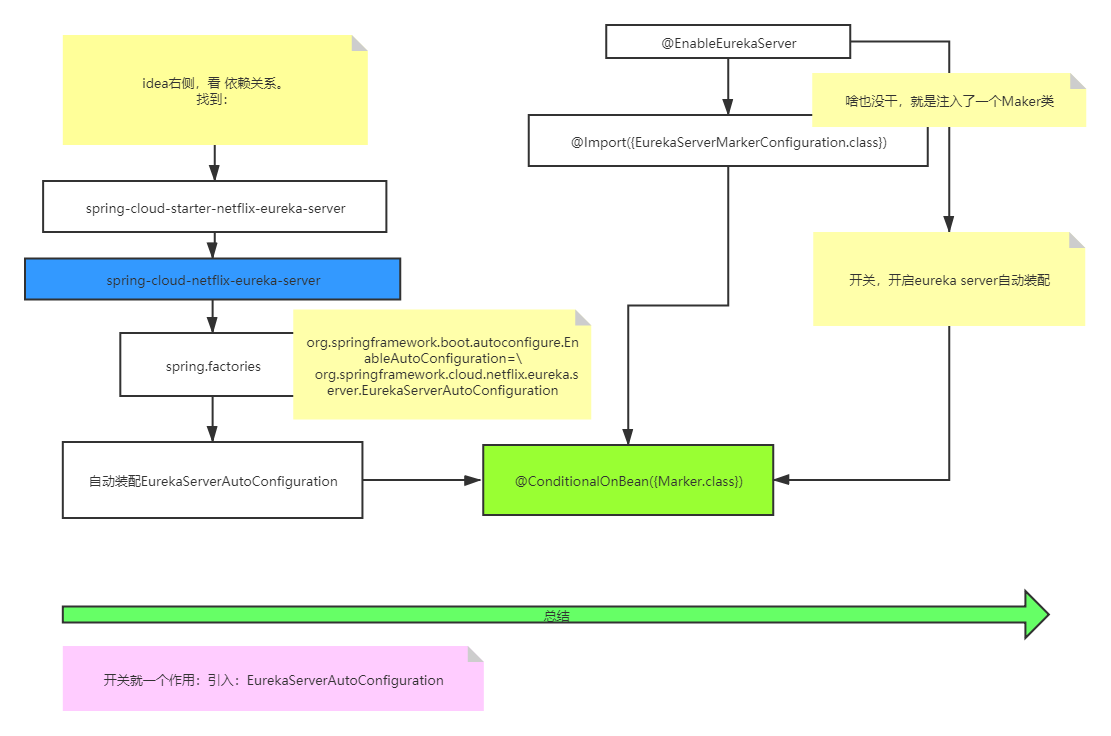 idea右侧，看 依赖关系。
找到：
spring-cloud-starter-netflix-eureka-server
spring-cloud-netflix-eureka-server
spring.factories
org.springframework.boot.autoconfigure.En
ableAutoConfiguration=\
org.springframework.cloud.netflix.eureka.s
erver.EurekaServerAutoConfiguration
自动装配EurekaServerAutoConfiguration
@EnableEurekaServer
啥也没干，就是注入了一个Maker类
@Import({EurekaServerMarkerConfiguration.class})
开关，开启eureka server自动装配
@ConditionalOnBean({Marker.class})
总结
开关就一个作用：引入：EurekaServerAutoConfiguration